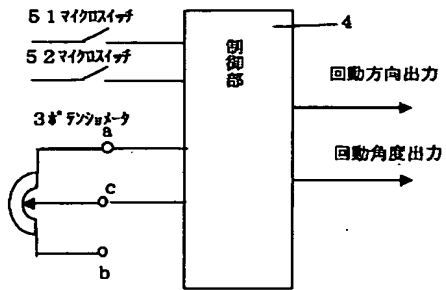 51マイクロスイッチ
52マイクロスイッチ
3ポテンショメータ
a
c
b
制御部
4
回動方向出力
回動角度出力